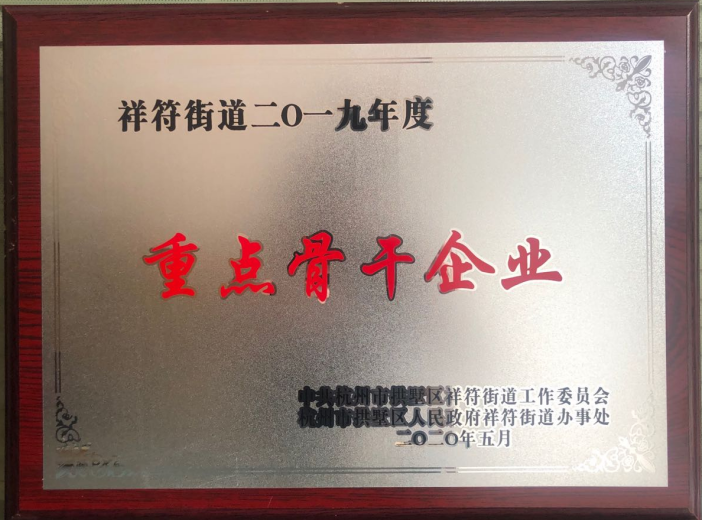 祥符街道二〇一九年度
重点骨干企业
中共杭州市拱墅区祥符街道工作委员会
杭州市拱墅区人民政府祥符街道办事处
二〇二〇年五月